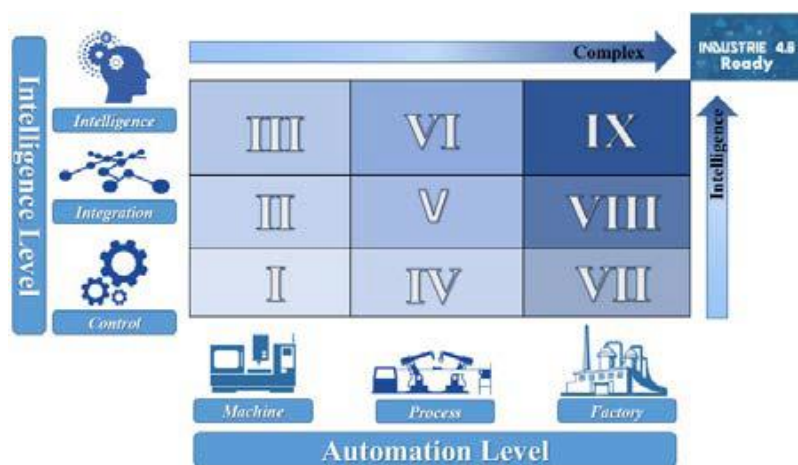 Complex
INDUSTRIE 4.0
Ready
Intelligence Level
Intelligence
Integration
Control
III VI IX
II V VIII
I IV VII
Intelligence
Machine Process Factory
Automation Level